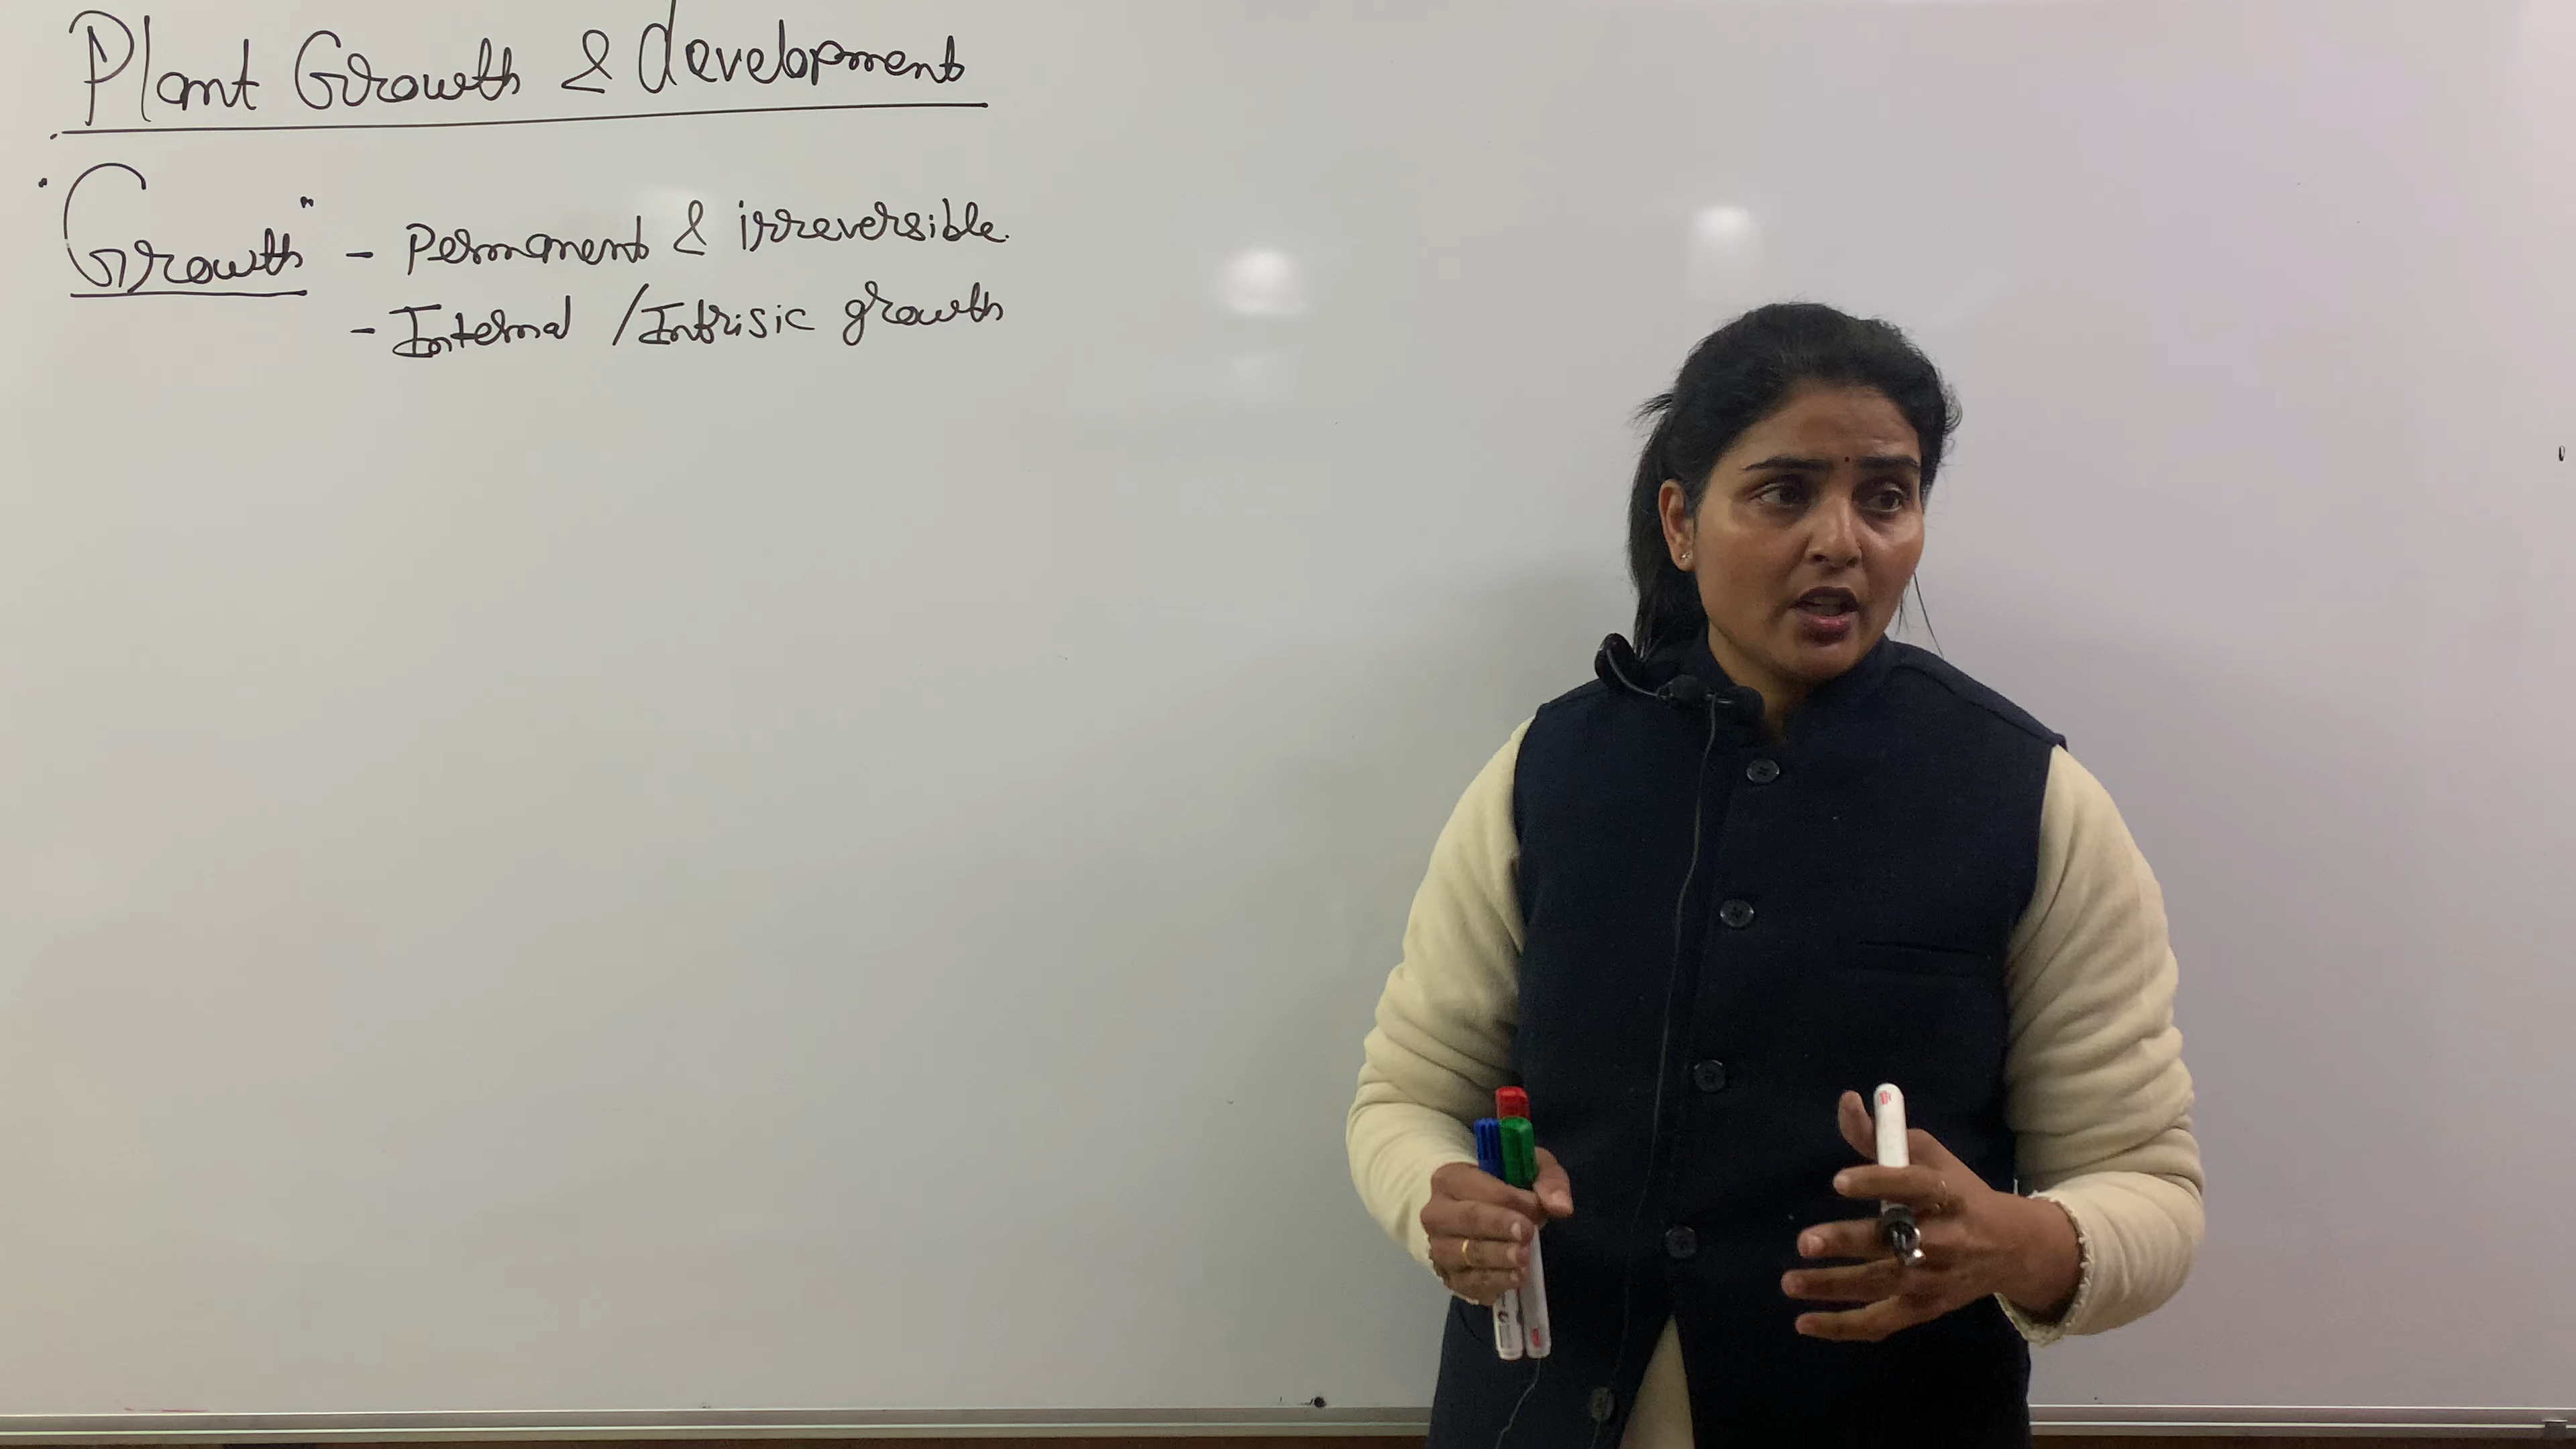 Plant Growth & development
"Growth" - Permanent & irreversible.
- Internal / Intrisic growth